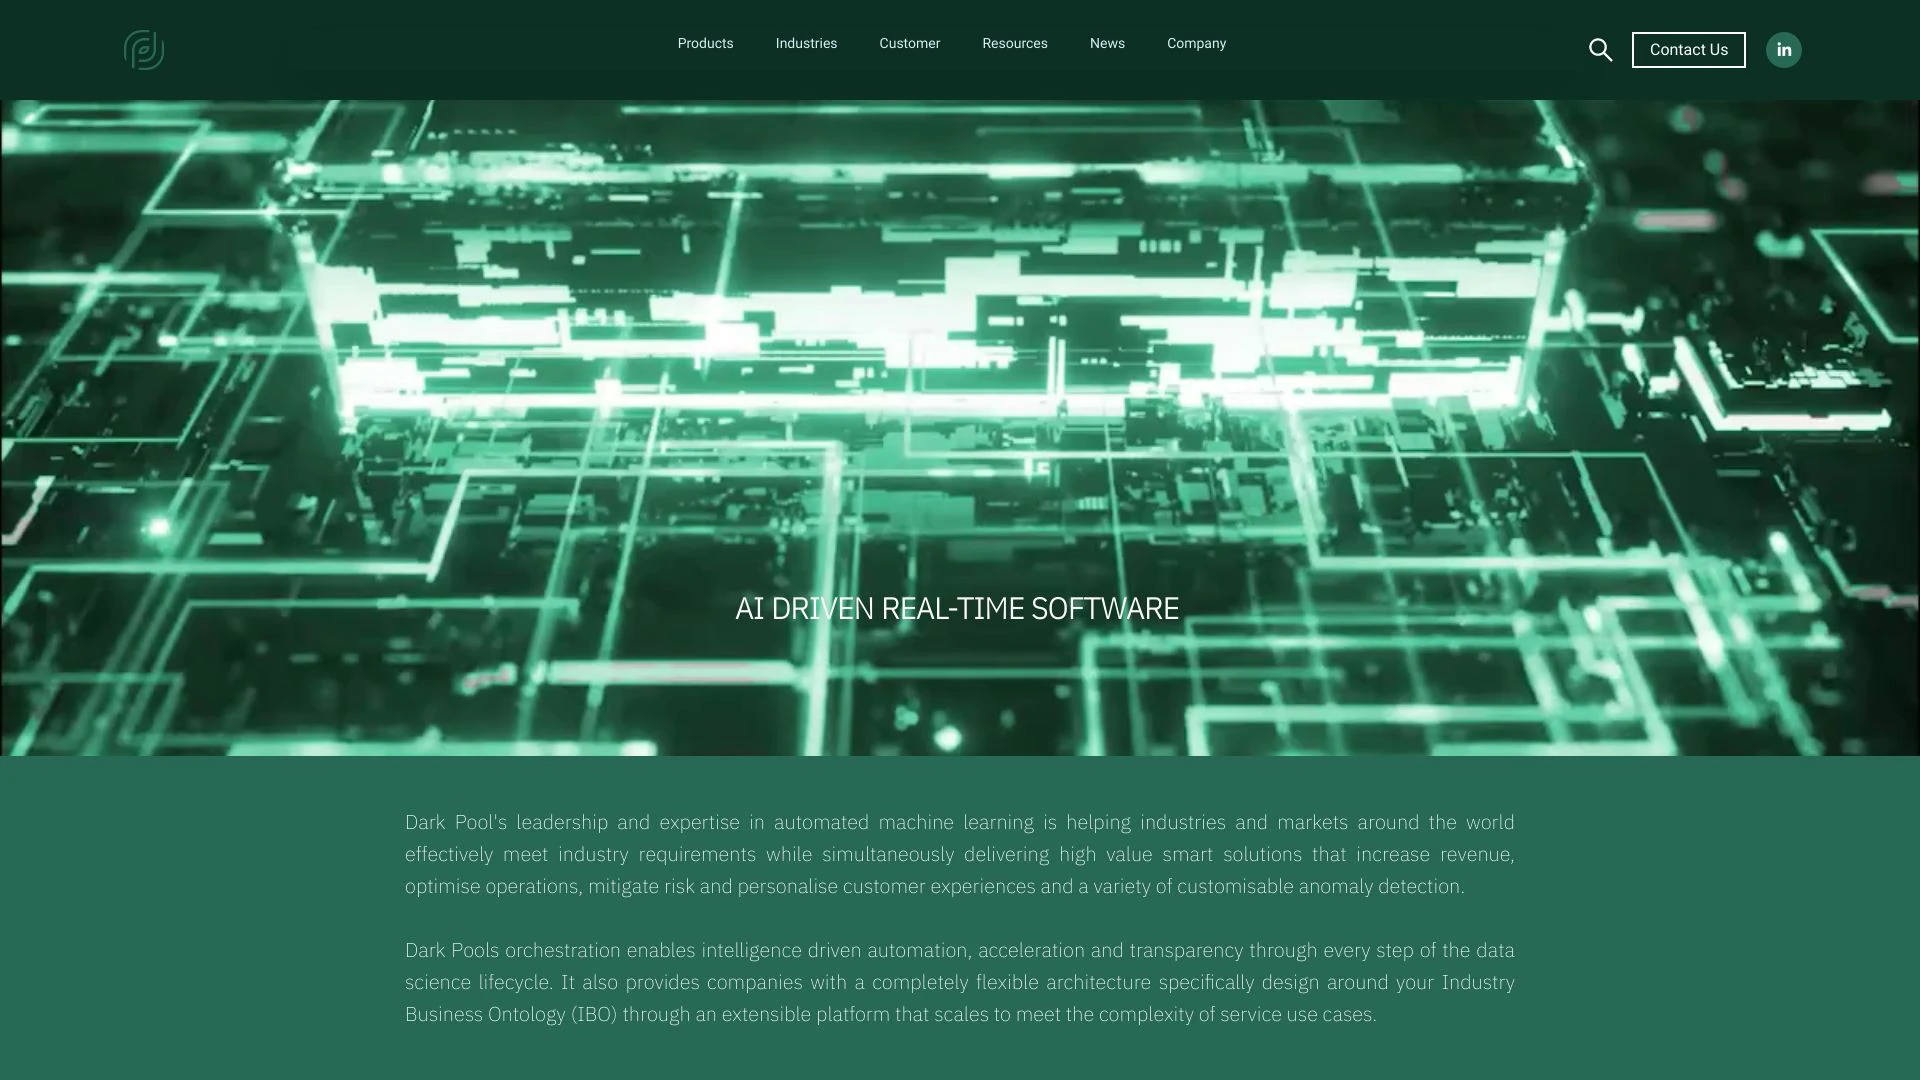 Products Industries Customer Resources News Company Contact Us in
AI DRIVEN REAL-TIME SOFTWARE
Dark Pool's leadership and expertise in automated machine learning is helping industries and markets around the world
effectively meet industry requirements while simultaneously delivering high value smart solutions that increase revenue,
optimise operations, mitigate risk and personalise customer experiences and a variety of customisable anomaly detection.
Dark Pools orchestration enables intelligence driven automation, acceleration and transparency through every step of the data
science lifecycle. It also provides companies with a completely flexible architecture specifically design around your Industry
Business Ontology (IBO) through an extensible platform that scales to meet the complexity of service use cases.